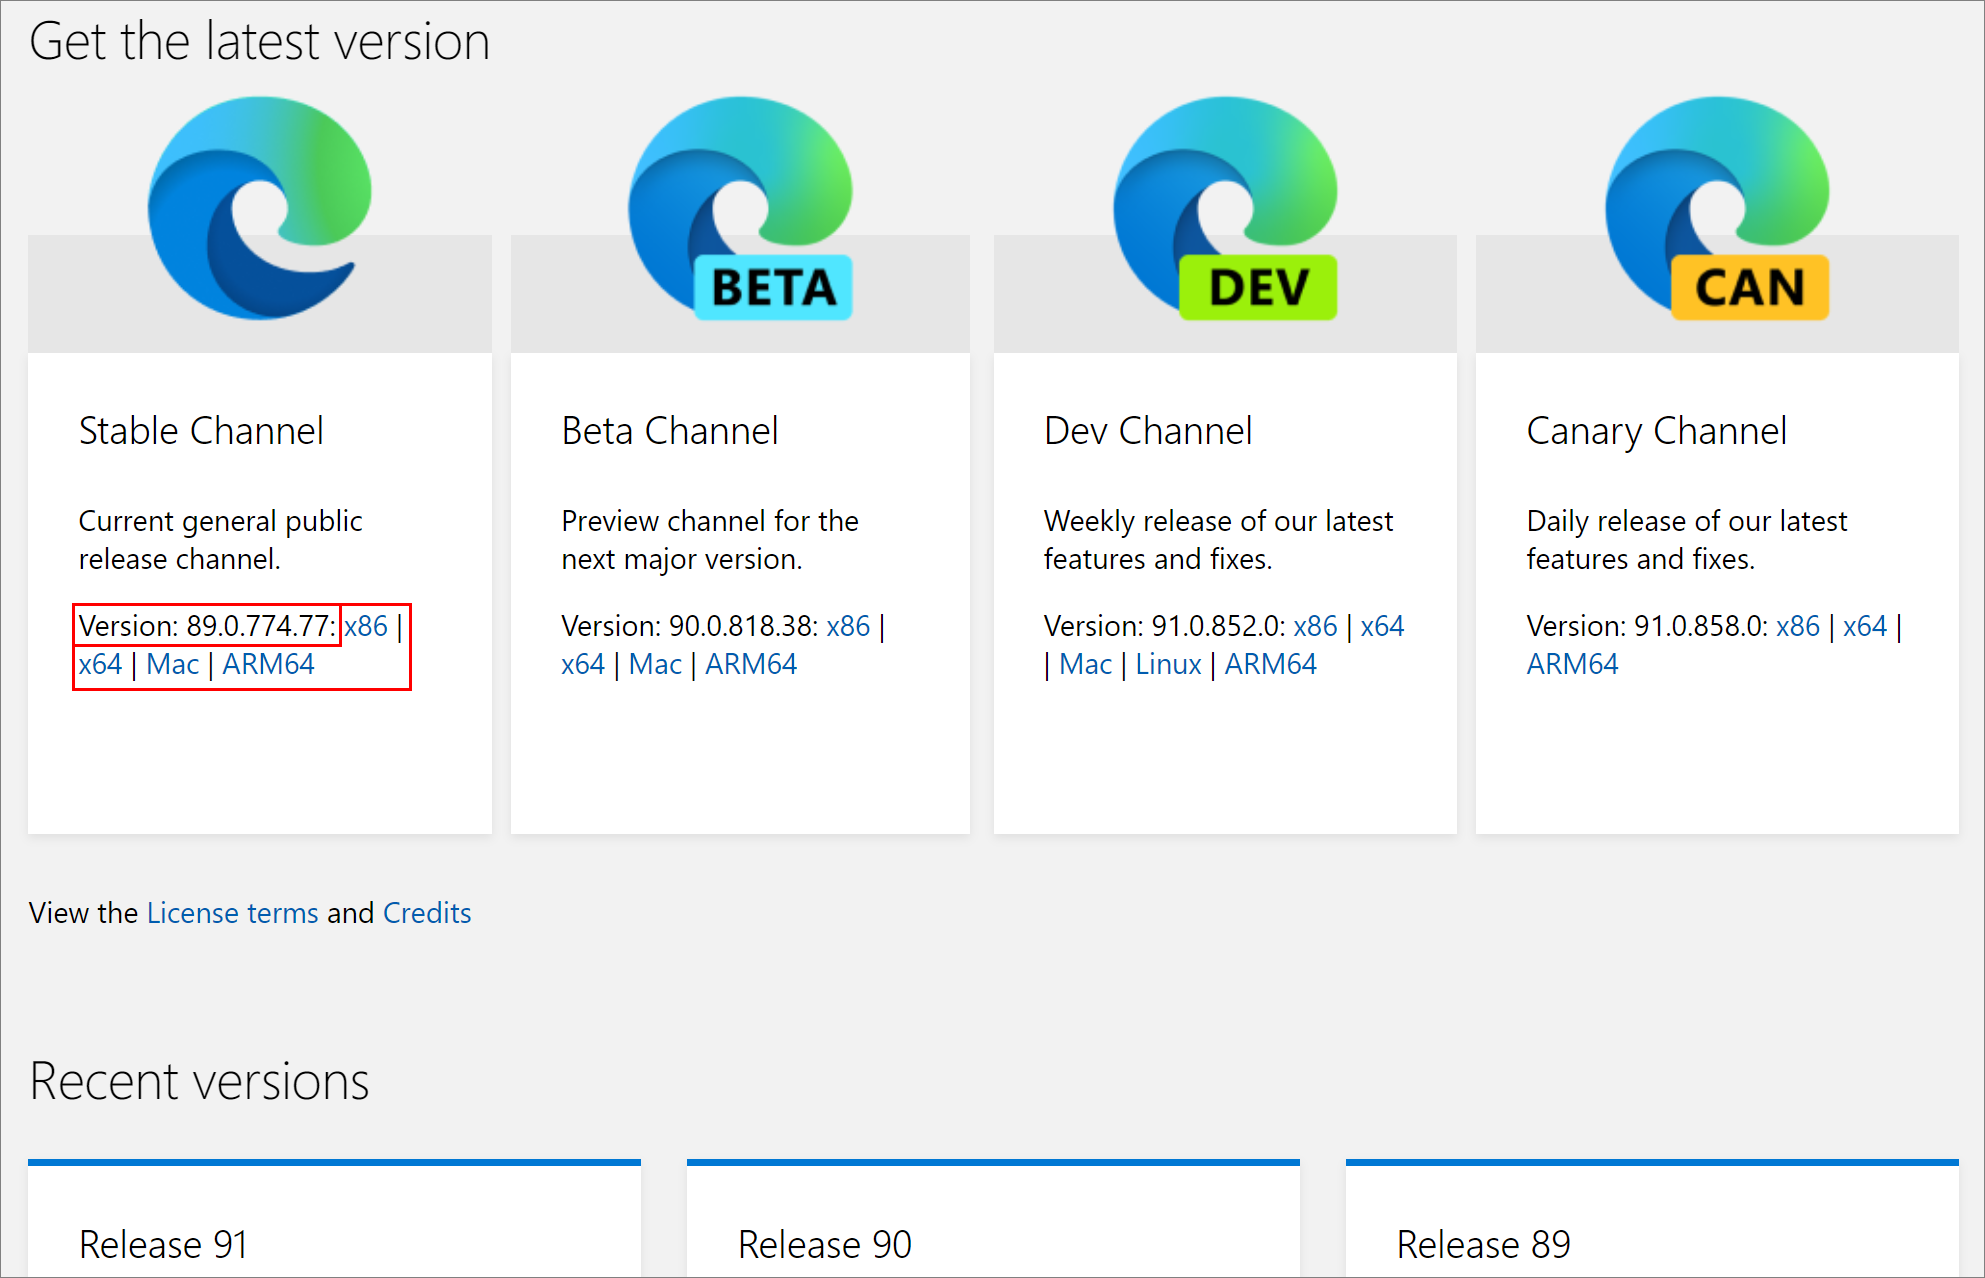 Get the latest version
BETA
DEV
CAN
Stable Channel
Current general public
release channel.
Version: 89.0.774.77: x86 |
x64 | Mac | ARM64
Beta Channel
Preview channel for the
next major version.
Version: 90.0.818.38: x86 |
x64 | Mac | ARM64
Dev Channel
Weekly release of our latest
features and fixes.
Version: 91.0.852.0: x86 | x64
| Mac | Linux | ARM64
Canary Channel
Daily release of our latest
features and fixes.
Version: 91.0.858.0: x86 | x64 |
ARM64
View the License terms and Credits
Recent versions
Release 91
Release 90
Release 89